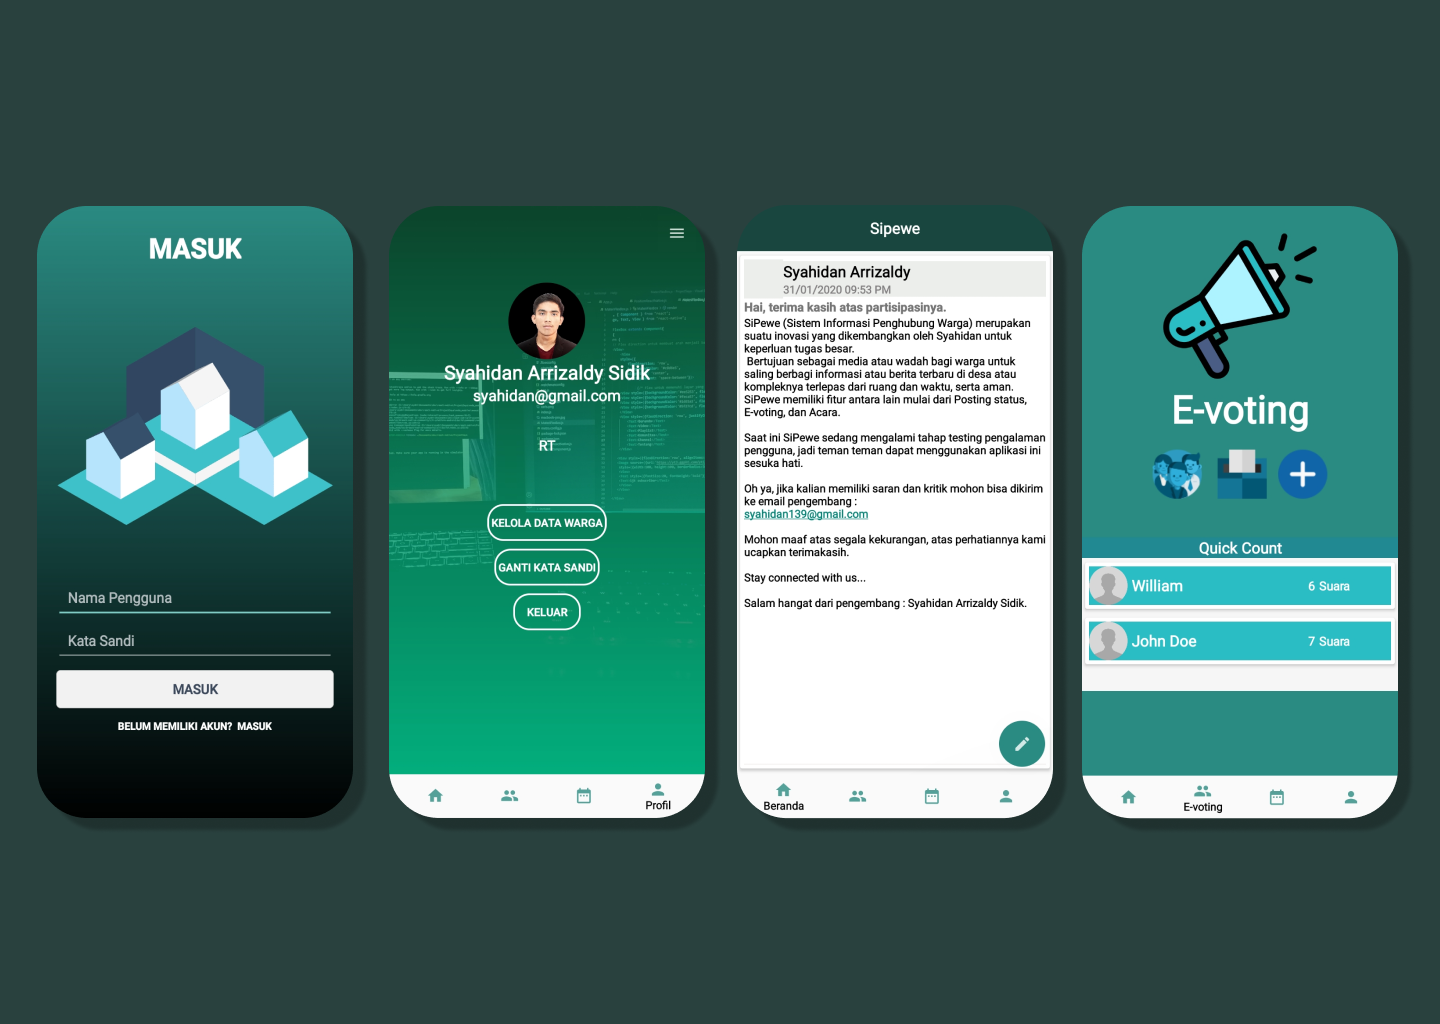 MASUK
Nama Pengguna
Kata Sandi
MASUK
BELUM MEMILIKI AKUN? MASUK
Syahidan Arrizaldy Sidik
syahidan@gmail.com
RT
KELOLA DATA WARGA
GANTI KATA SANDI
KELUAR
Profil
Sipewe
Syahidan Arrizaldy
31/01/2020 09:53 PM
Hai, terima kasih atas partisipasinya.
SiPewe (Sistem Informasi Penghubung Warga) merupakan
suatu inovasi yang dikembangkan oleh Syahidan untuk
keperluan tugas besar.
Bertujuan sebagai media atau wadah bagi warga untuk
saling berbagi informasi atau berita terbaru di desa atau
kompleknya terlepas dari ruang dan waktu, serta aman.
SiPewe memiliki fitur antara lain mulai dari Posting status,
E-voting, dan Acara.
Saat ini SiPewe sedang mengalami tahap testing pengalaman
pengguna, jadi teman teman dapat menggunakan aplikasi ini
sesuka hati.
Oh ya, jika kalian memiliki saran dan kritik mohon bisa dikirim
ke email pengembang :
syahidan139@gmail.com
Mohon maaf atas segala kekurangan, atas perhatiannya kami
ucapkan terimakasih.
Stay connected with us...
Salam hangat dari pengembang : Syahidan Arrizaldy Sidik.
Beranda
E-voting
Quick Count
William 6 Suara
John Doe 7 Suara
E-voting